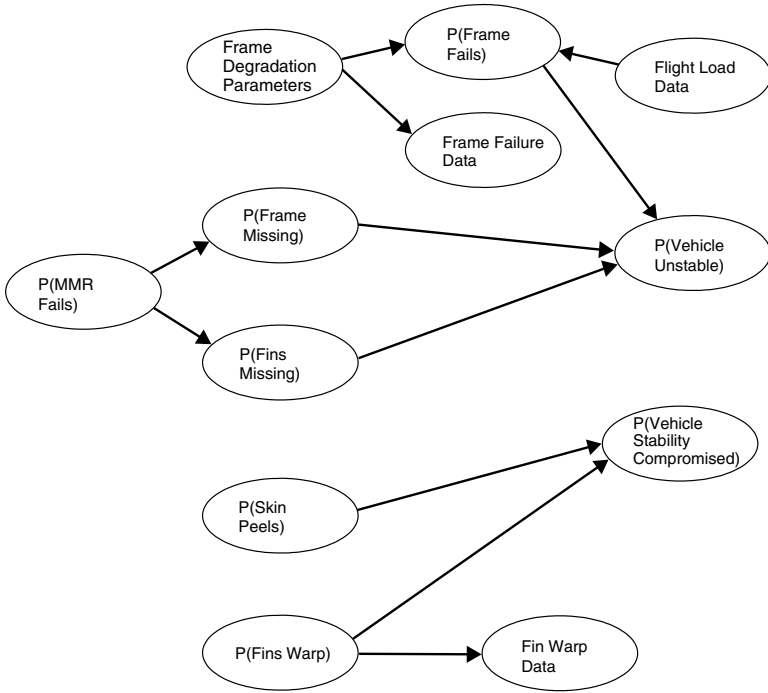 Frame
Degradation
Parameters
P(Frame
Fails)
Flight Load
Data
Frame Failure
Data
P(Frame
Missing)
P(Vehicle
Unstable)
P(MMR
Fails)
P(Fins
Missing)
P(Vehicle
Stability
Compromised)
P(Skin
Peels)
P(Fins Warp)
Fin Warp
Data